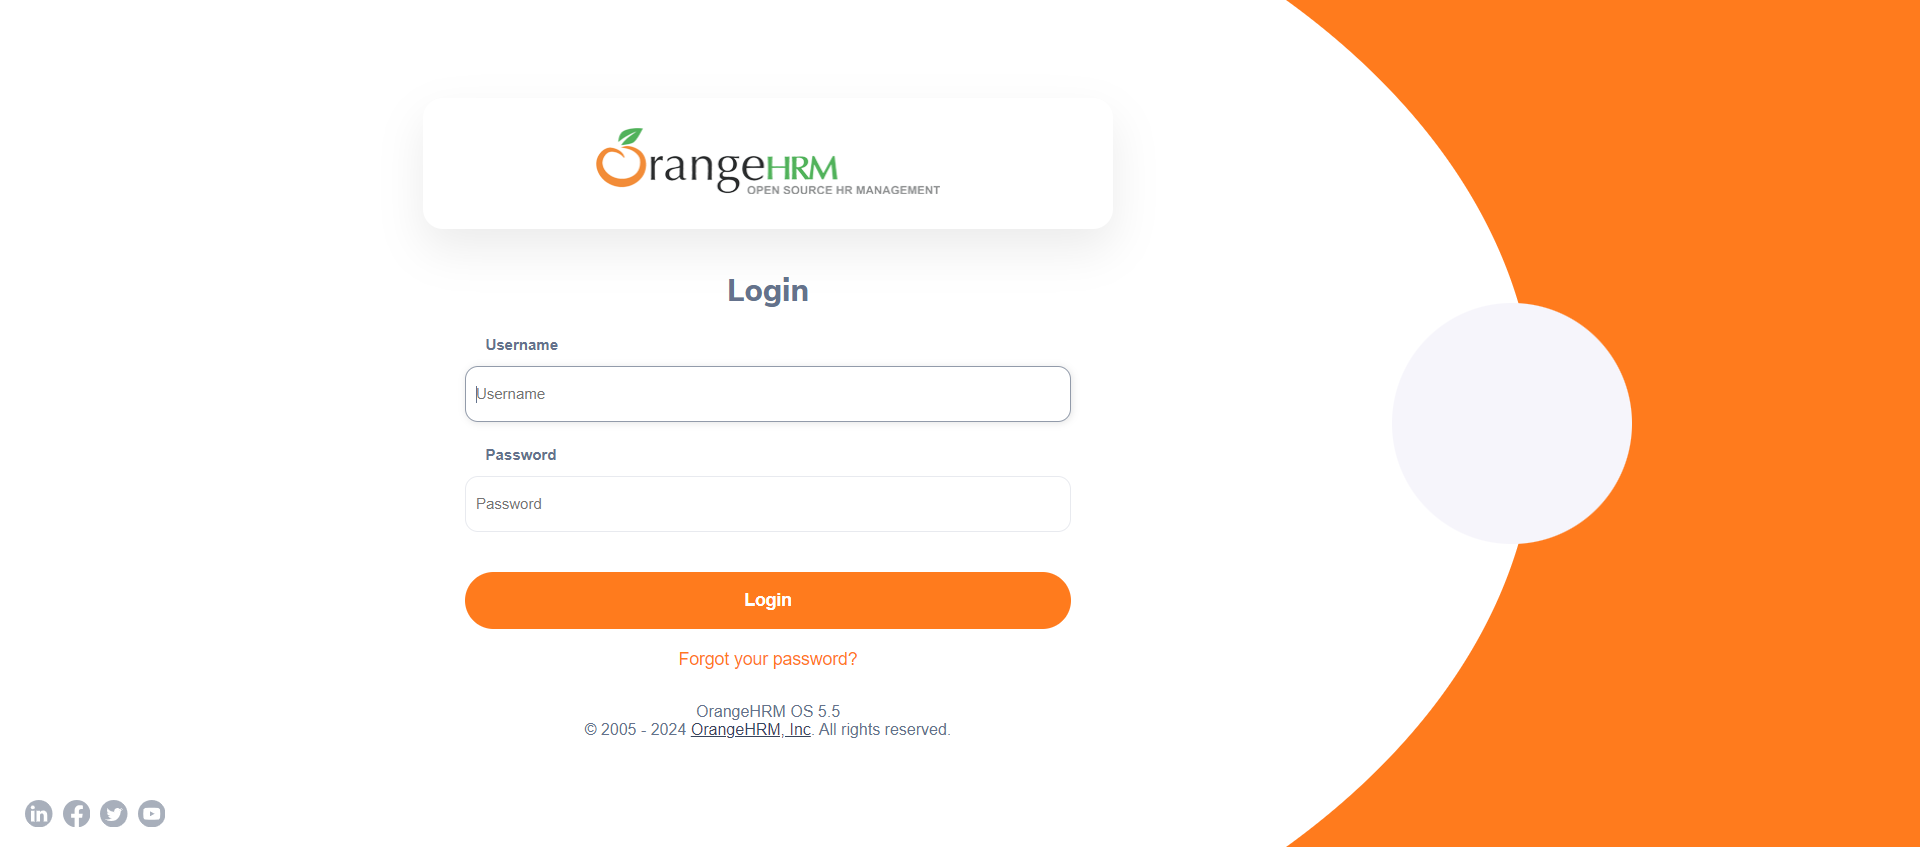 OrangeHRM
OPEN SOURCE HR MANAGEMENT
Login
Username
Username
Password
Password
Login
Forgot your password?
OrangeHRM OS 5.5
© 2005 - 2024 OrangeHRM, Inc. All rights reserved.
in